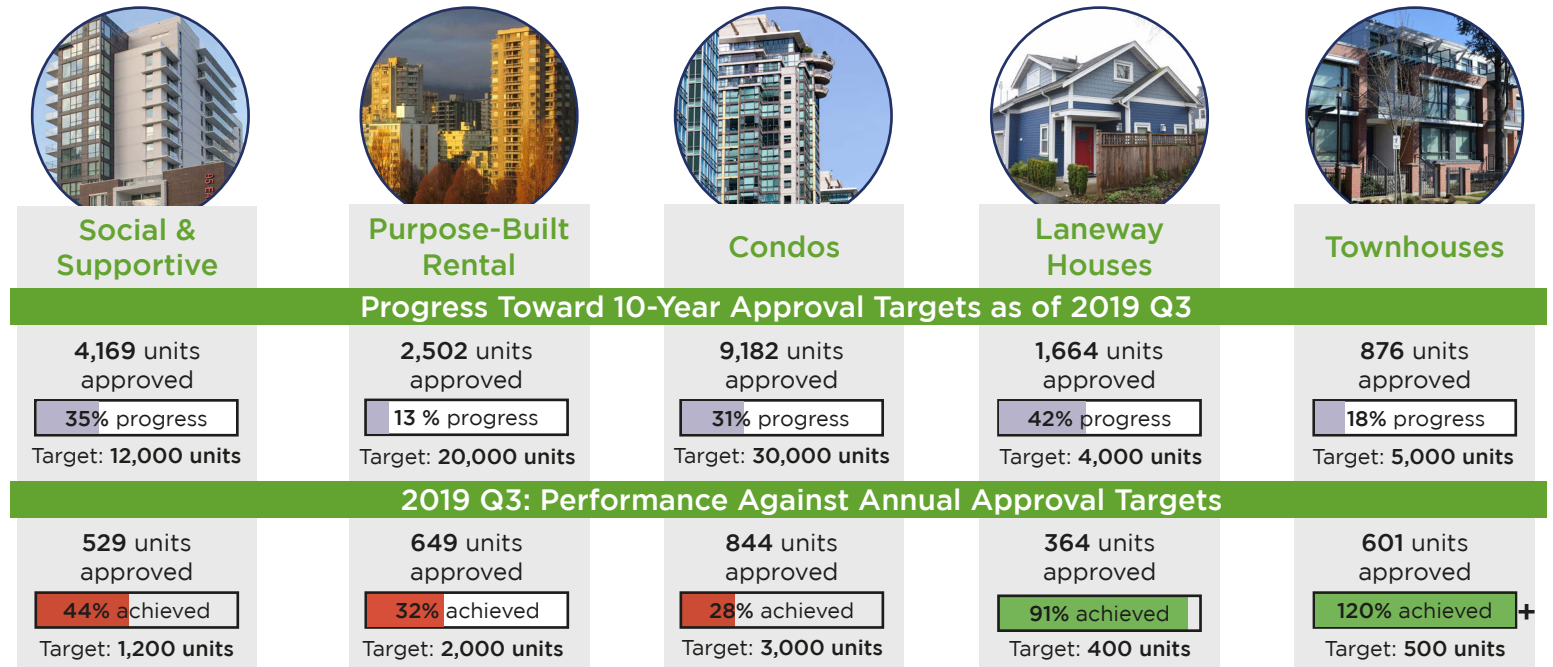 Social &
Supportive
Purpose-Built
Rental
Condos
Laneway
Houses
Townhouses
Progress Toward 10-Year Approval Targets as of 2019 Q3
4,169 units
approved
35% progress
Target: 12,000 units
2,502 units
approved
13 % progress
Target: 20,000 units
9,182 units
approved
31% progress
Target: 30,000 units
1,664 units
approved
42% progress
Target: 4,000 units
876 units
approved
18% progress
Target: 5,000 units
2019 Q3: Performance Against Annual Approval Targets
529 units
approved
44% achieved
Target: 1,200 units
649 units
approved
32% achieved
Target: 2,000 units
844 units
approved
28% achieved
Target: 3,000 units
364 units
approved
91% achieved
Target: 400 units
601 units
approved
120% achieved +
Target: 500 units